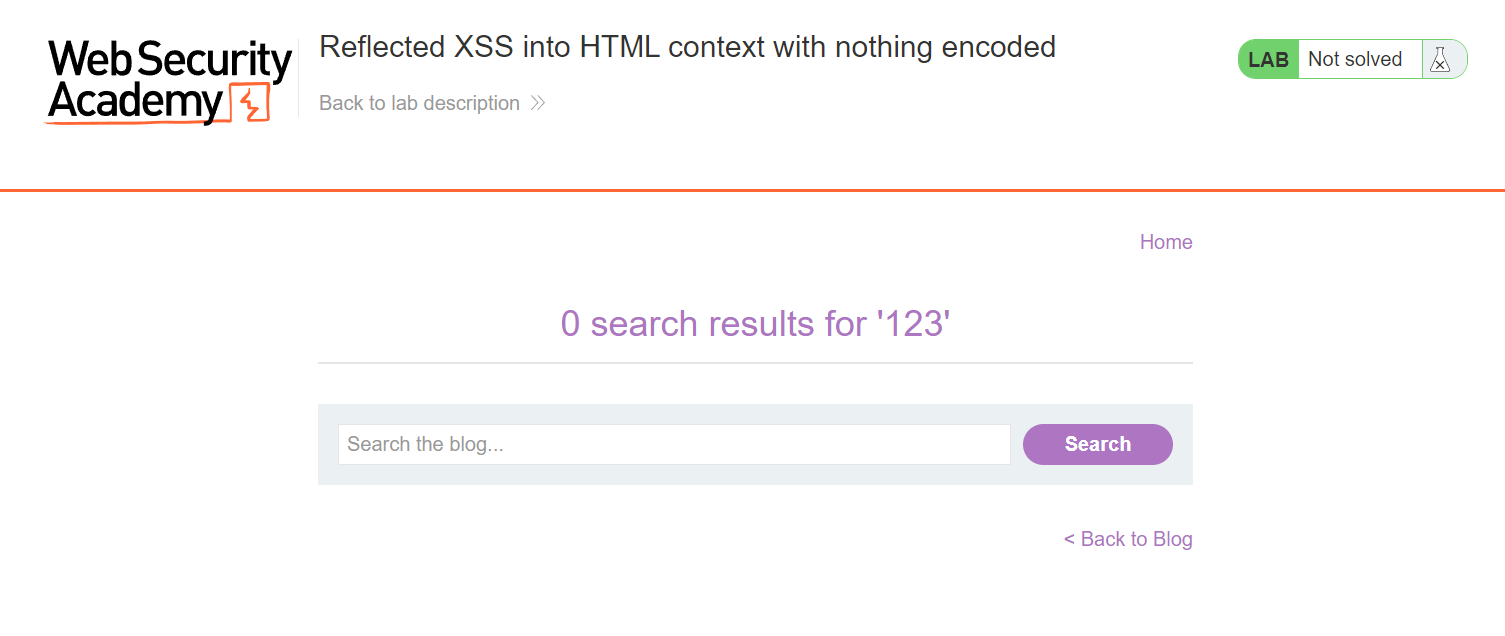 Web Security
Academy
Reflected XSS into HTML context with nothing encoded
Back to lab description
LAB Not solved
Home
0 search results for '123'
Search the blog...
Search
< Back to Blog